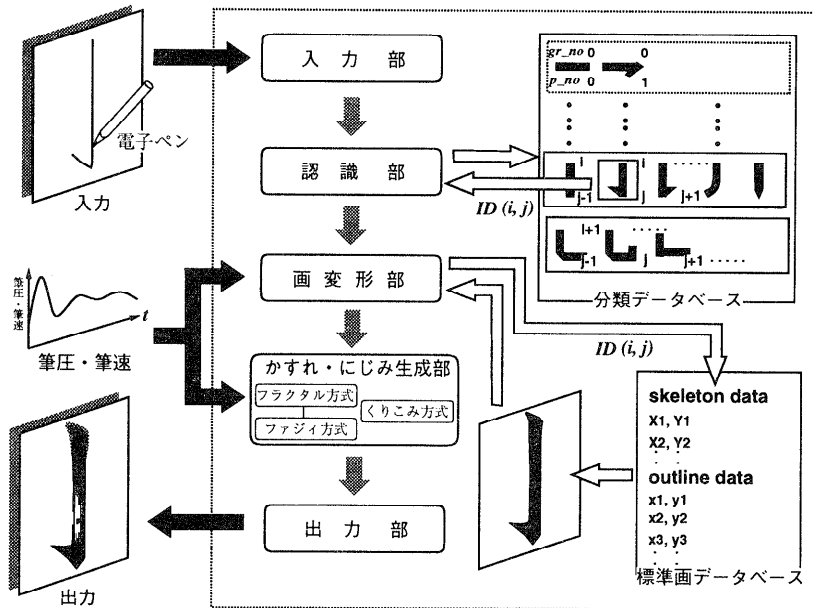 電子ペン
入力
入 力 部
認 識 部
画 変 形 部
かすれ・にじみ生成部
フラクタル方式
ファジィ方式
くりこみ方式
出 力 部
筆圧・筆速
t
筆圧・筆速
出力
gr_no 0 0
p_no 0 1
i i
j-1 j j+1
ID (i, j)
i+1 .....
j-1 j j+1 .....
分類データベース
ID (i, j)
skeleton data
X1, Y1
X2, Y2
outline data
x1, y1
x2, y2
x3, y3
標準画データベース